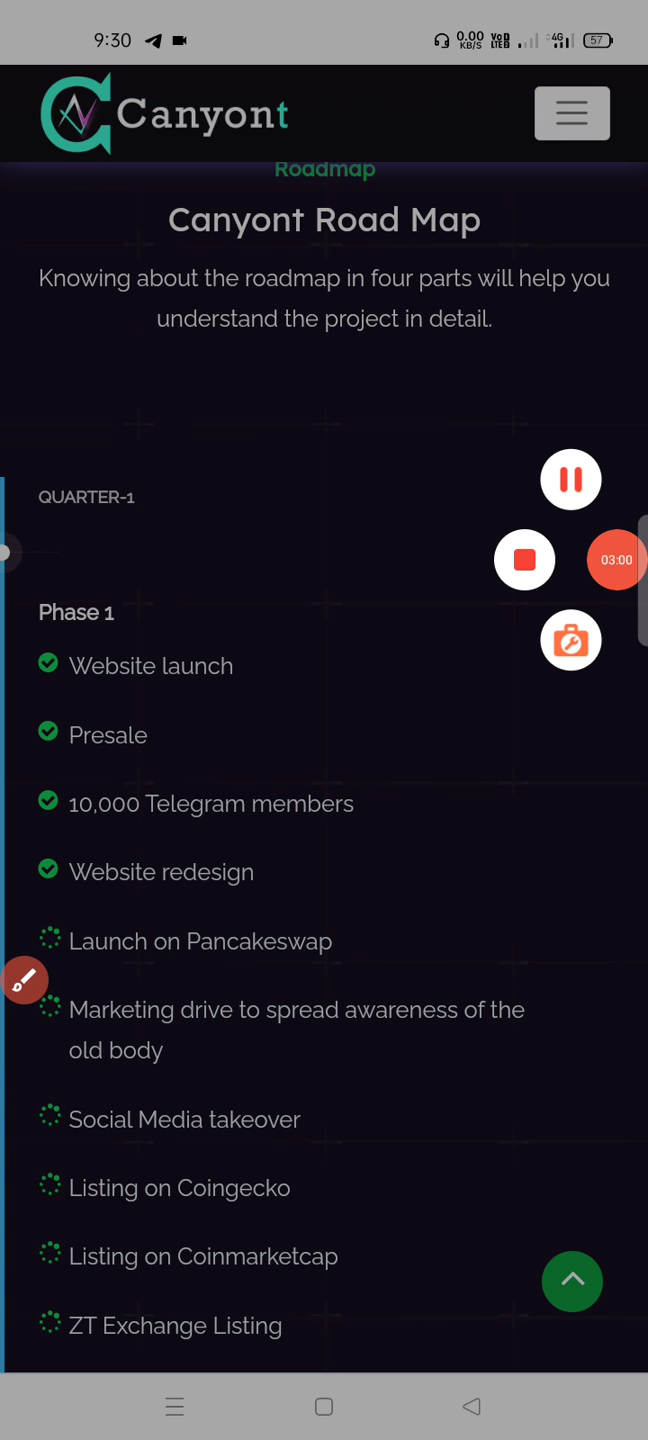 9:30
0.00 KB/S
VoD LTE2
4G
57
Canyont
Roadmap
Canyont Road Map
Knowing about the roadmap in four parts will help you
understand the project in detail.
QUARTER-1
03:00
Phase 1
Website launch
Presale
10,000 Telegram members
Website redesign
Launch on Pancakeswap
Marketing drive to spread awareness of the
old body
Social Media takeover
Listing on Coingecko
Listing on Coinmarketcap
ZT Exchange Listing